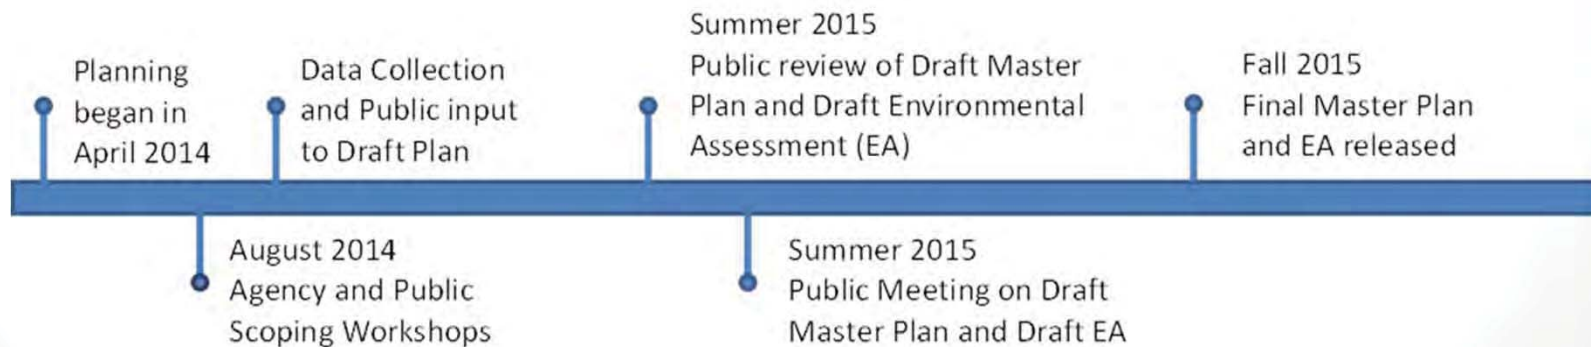 Planning
began in
April 2014
August 2014
Agency and Public
Scoping Workshops
Data Collection
and Public input
to Draft Plan
Summer 2015
Public review of Draft Master
Plan and Draft Environmental
Assessment (EA)
Summer 2015
Public Meeting on Draft
Master Plan and Draft EA
Fall 2015
Final Master Plan
and EA released